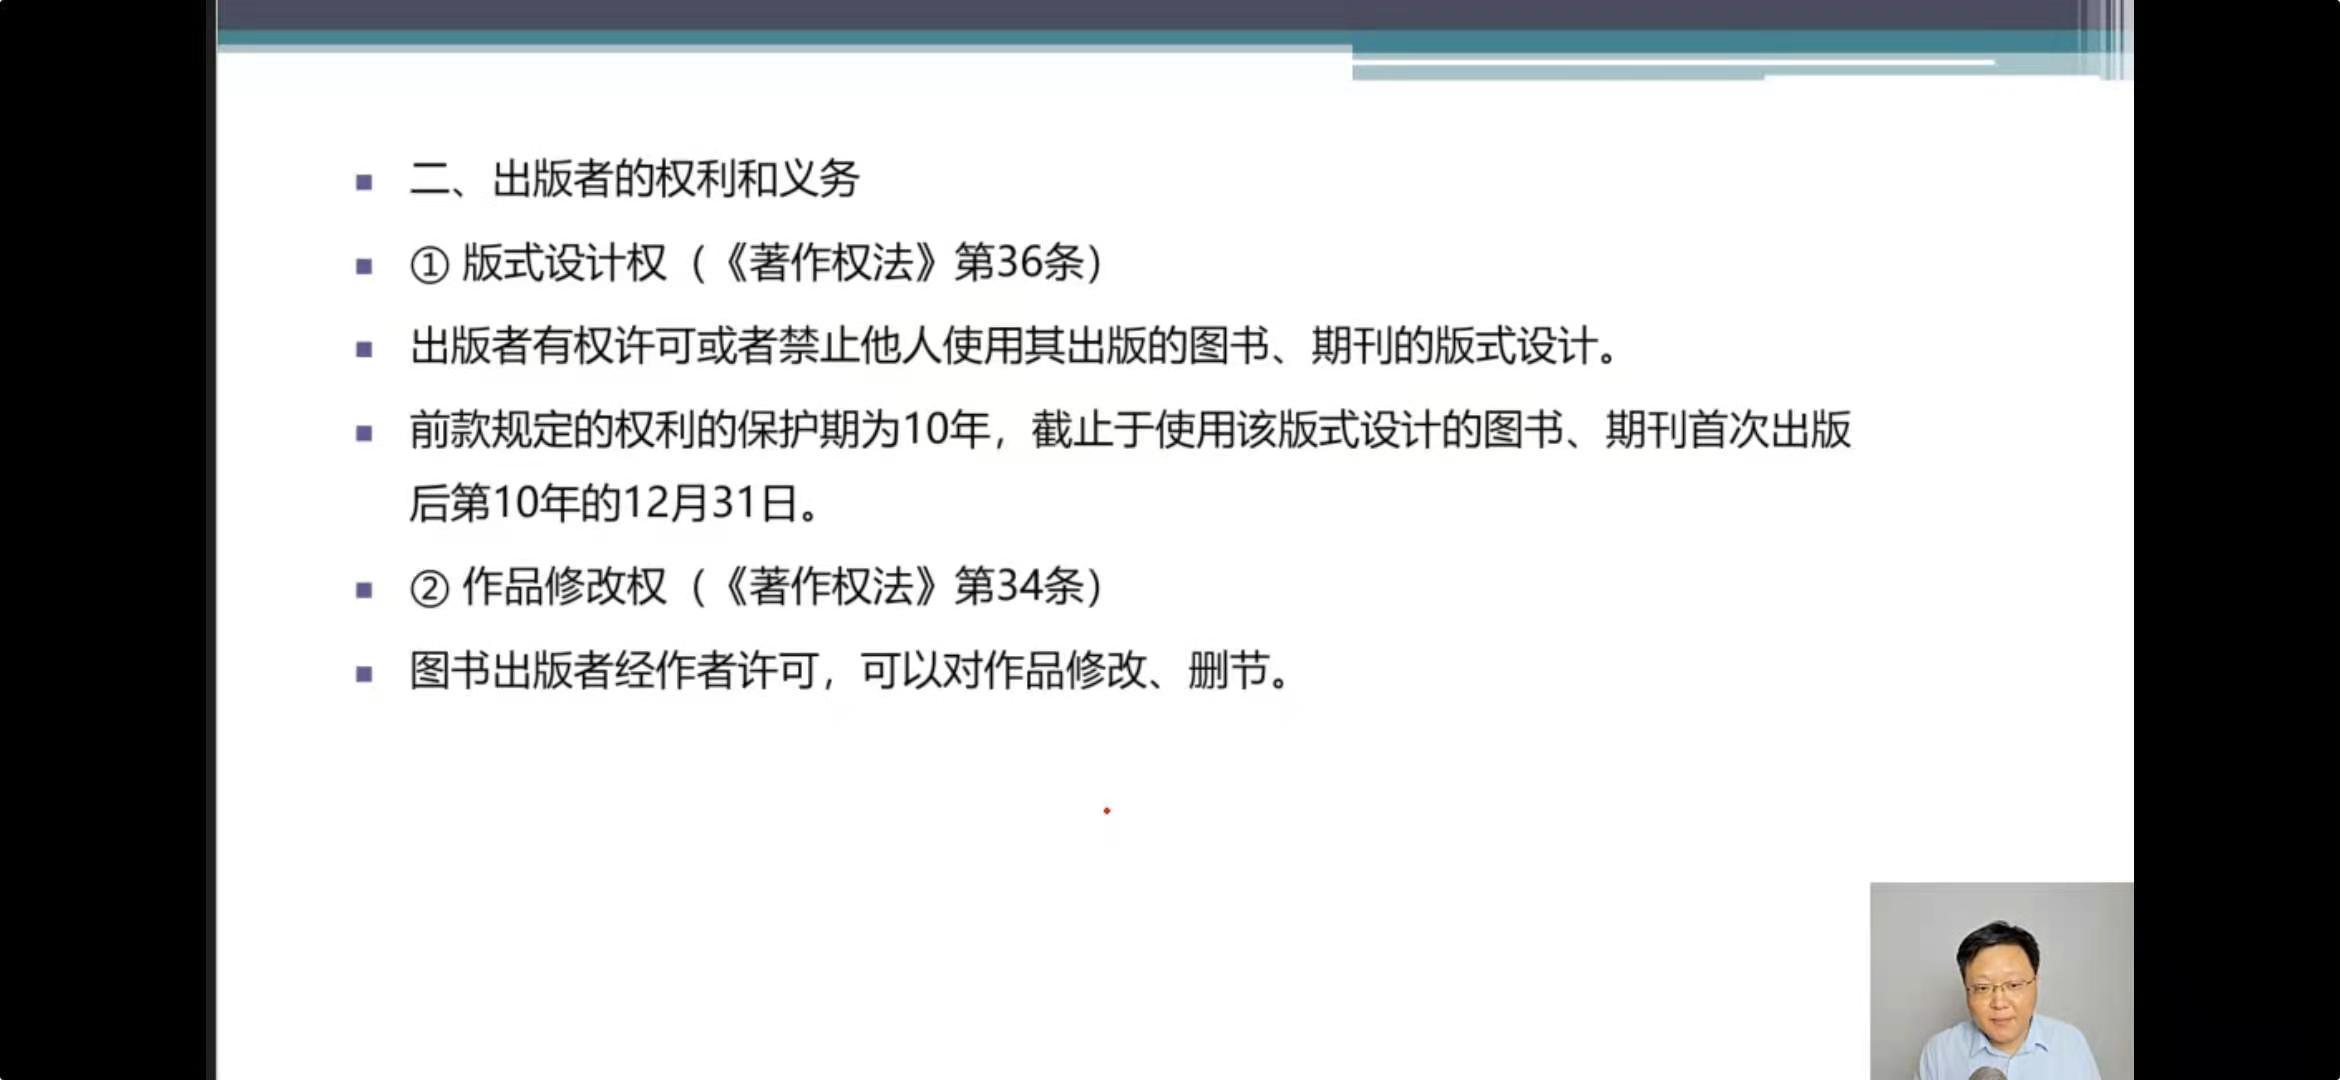 二、出版者的权利和义务
① 版式设计权（《著作权法》第36条）
出版者有权许可或者禁止他人使用其出版的图书、期刊的版式设计。
前款规定的权利的保护期为10年，截止于使用该版式设计的图书、期刊首次出版
后第10年的12月31日。
② 作品修改权（《著作权法》第34条）
图书出版者经作者许可，可以对作品修改、删节。